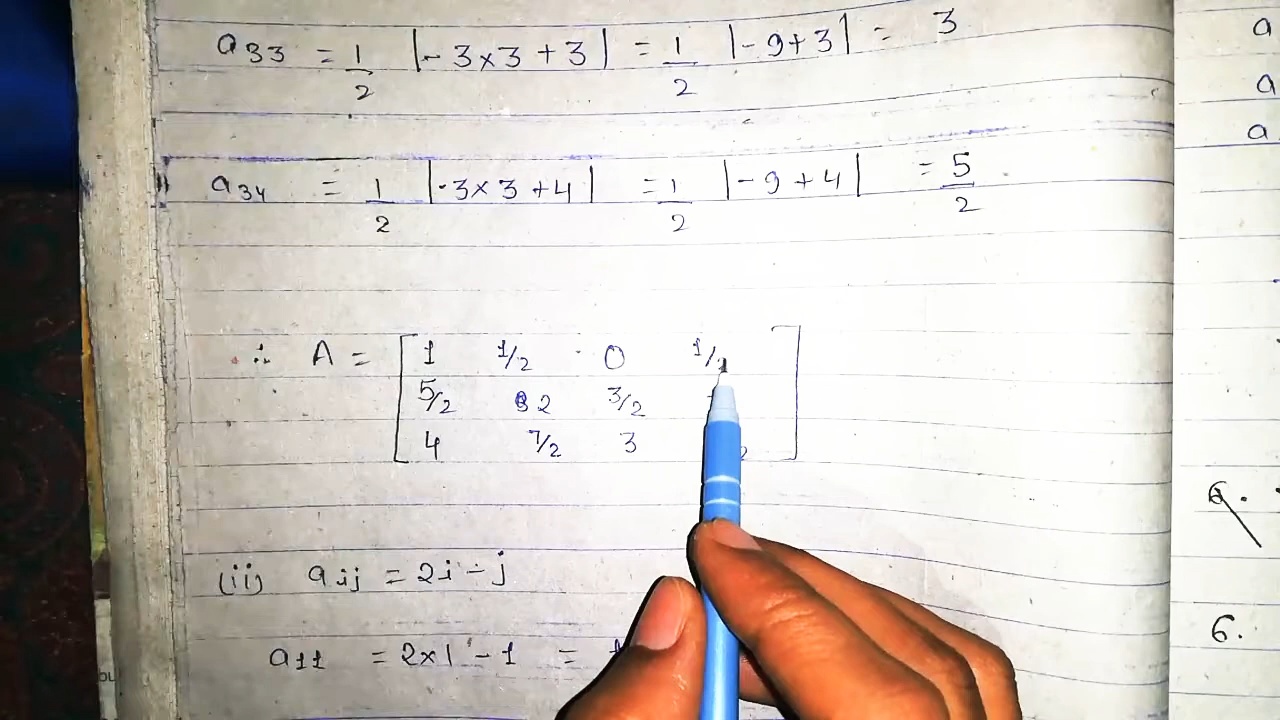 a33 = 1/2 |-3×3+3| = 1/2 |-9+3| = 3
a34 = 1/2 |-3×3+4| = 1/2 |-9+4| = 5/2
∴ A = [ 1 1/2 0 1/2
5/2 2 3/2
4 7/2 3 ]
(ii) aij = 2i - j
a11 = 2×1 - 1 =
a
a
a
6.
6.